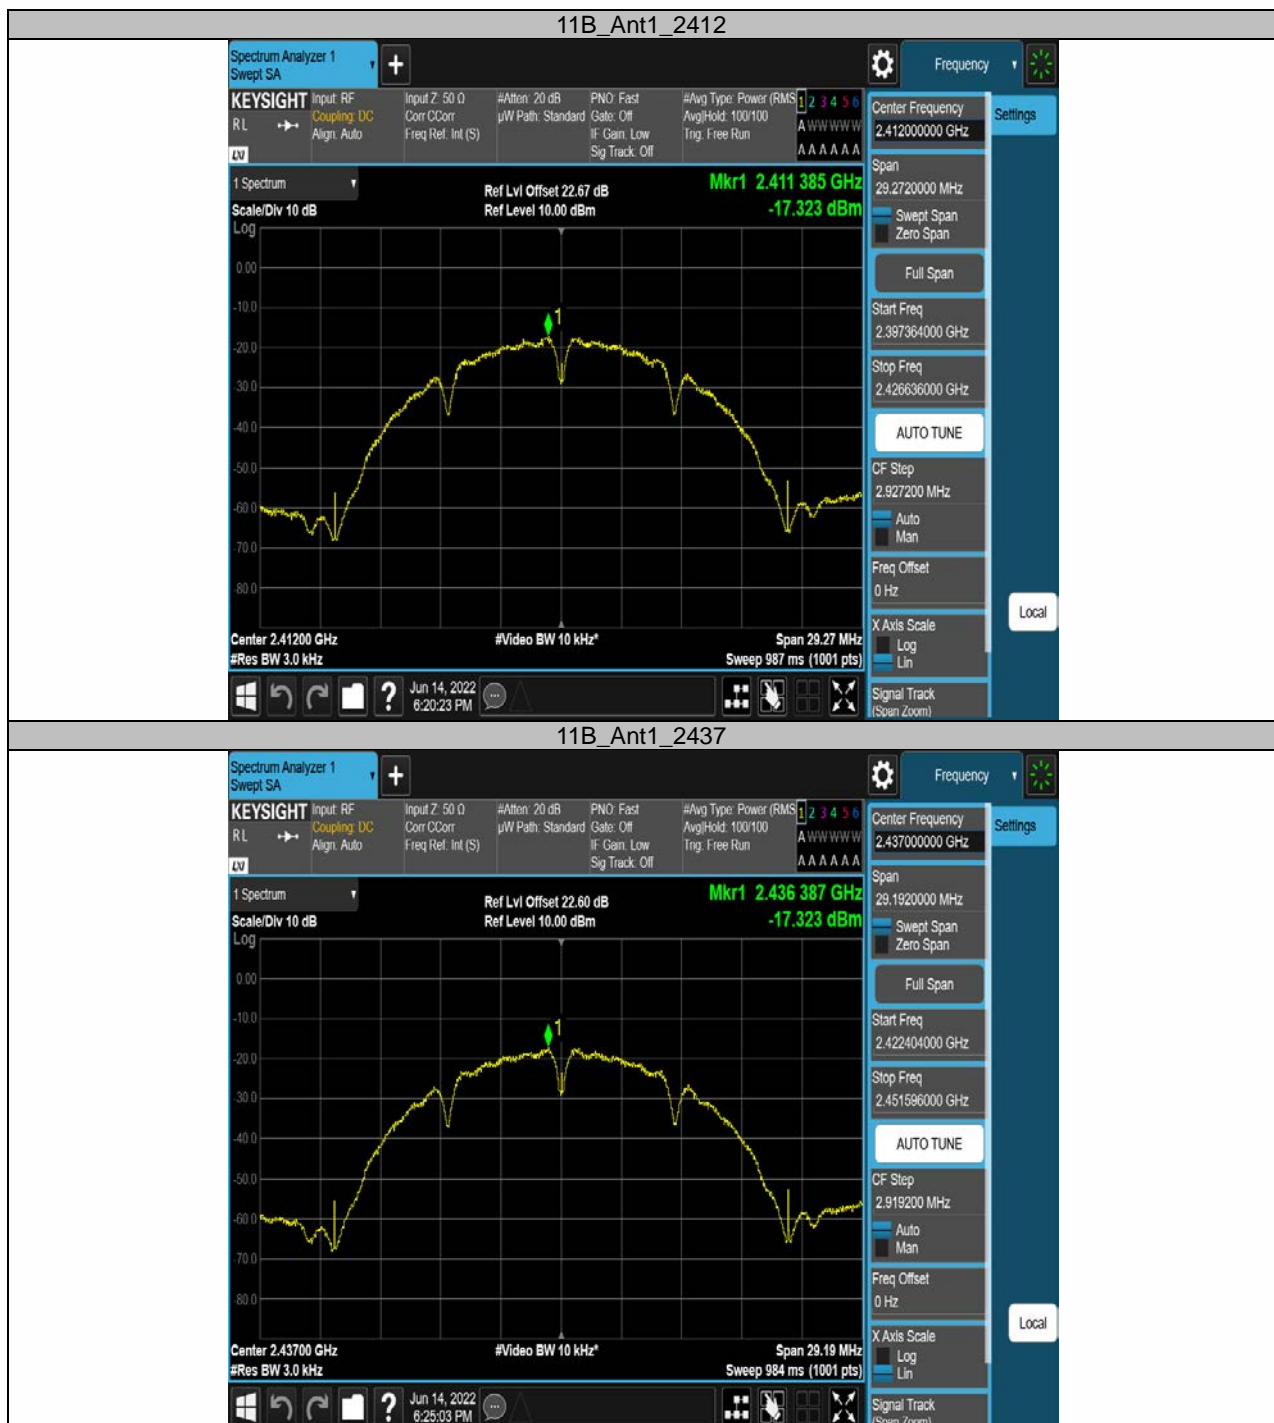 11B_Ant1_2412
Spectrum Analyzer 1
Swept SA
+
Frequency
KEYSIGHT
RL
LXI
Input: RF
Coupling: DC
Align: Auto
Input Z: 50 Ω
Corr CCorr
Freq Ref: Int (S)
#Atten: 20 dB
µW Path: Standard
PNO: Fast
Gate: Off
IF Gain: Low
Sig Track: Off
#Avg Type: Power (RMS
Avg|Hold: 100/100
Trig: Free Run
1 2 3 4 5 6
A W W W W W
A A A A A A
1 Spectrum
Scale/Div 10 dB
Log
Ref Lvl Offset 22.67 dB
Ref Level 10.00 dBm
Mkr1 2.411 385 GHz
-17.323 dBm
0.00
-10.0
-20.0
-30.0
-40.0
-50.0
-60.0
-70.0
-80.0
1
Center 2.41200 GHz
#Res BW 3.0 kHz
#Video BW 10 kHz*
Span 29.27 MHz
Sweep 987 ms (1001 pts)
?
Jun 14, 2022
6:20:23 PM
Center Frequency
2.412000000 GHz
Settings
Span
29.2720000 MHz
Swept Span
Zero Span
Full Span
Start Freq
2.397364000 GHz
Stop Freq
2.426636000 GHz
AUTO TUNE
CF Step
2.927200 MHz
Auto
Man
Freq Offset
0 Hz
X Axis Scale
Log
Lin
Local
Signal Track
(Span Zoom)
11B_Ant1_2437
Spectrum Analyzer 1
Swept SA
+
Frequency
KEYSIGHT
RL
LXI
Input: RF
Coupling: DC
Align: Auto
Input Z: 50 Ω
Corr CCorr
Freq Ref: Int (S)
#Atten: 20 dB
µW Path: Standard
PNO: Fast
Gate: Off
IF Gain: Low
Sig Track: Off
#Avg Type: Power (RMS
Avg|Hold: 100/100
Trig: Free Run
1 2 3 4 5 6
A W W W W W
A A A A A A
1 Spectrum
Scale/Div 10 dB
Log
Ref Lvl Offset 22.60 dB
Ref Level 10.00 dBm
Mkr1 2.436 387 GHz
-17.323 dBm
0.00
-10.0
-20.0
-30.0
-40.0
-50.0
-60.0
-70.0
-80.0
1
Center 2.43700 GHz
#Res BW 3.0 kHz
#Video BW 10 kHz*
Span 29.19 MHz
Sweep 984 ms (1001 pts)
?
Jun 14, 2022
6:25:03 PM
Center Frequency
2.437000000 GHz
Settings
Span
29.1920000 MHz
Swept Span
Zero Span
Full Span
Start Freq
2.422404000 GHz
Stop Freq
2.451596000 GHz
AUTO TUNE
CF Step
2.919200 MHz
Auto
Man
Freq Offset
0 Hz
X Axis Scale
Log
Lin
Local
Signal Track
(Span Zoom)